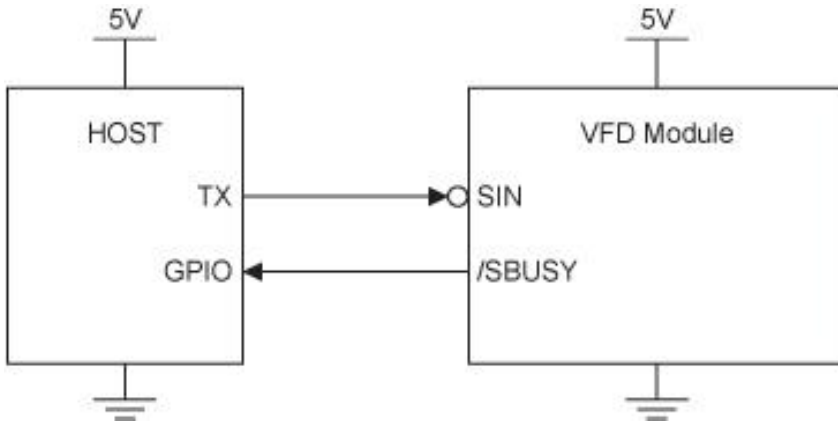 5V
5V
HOST
VFD Module
TX
SIN
GPIO
/SBUSY